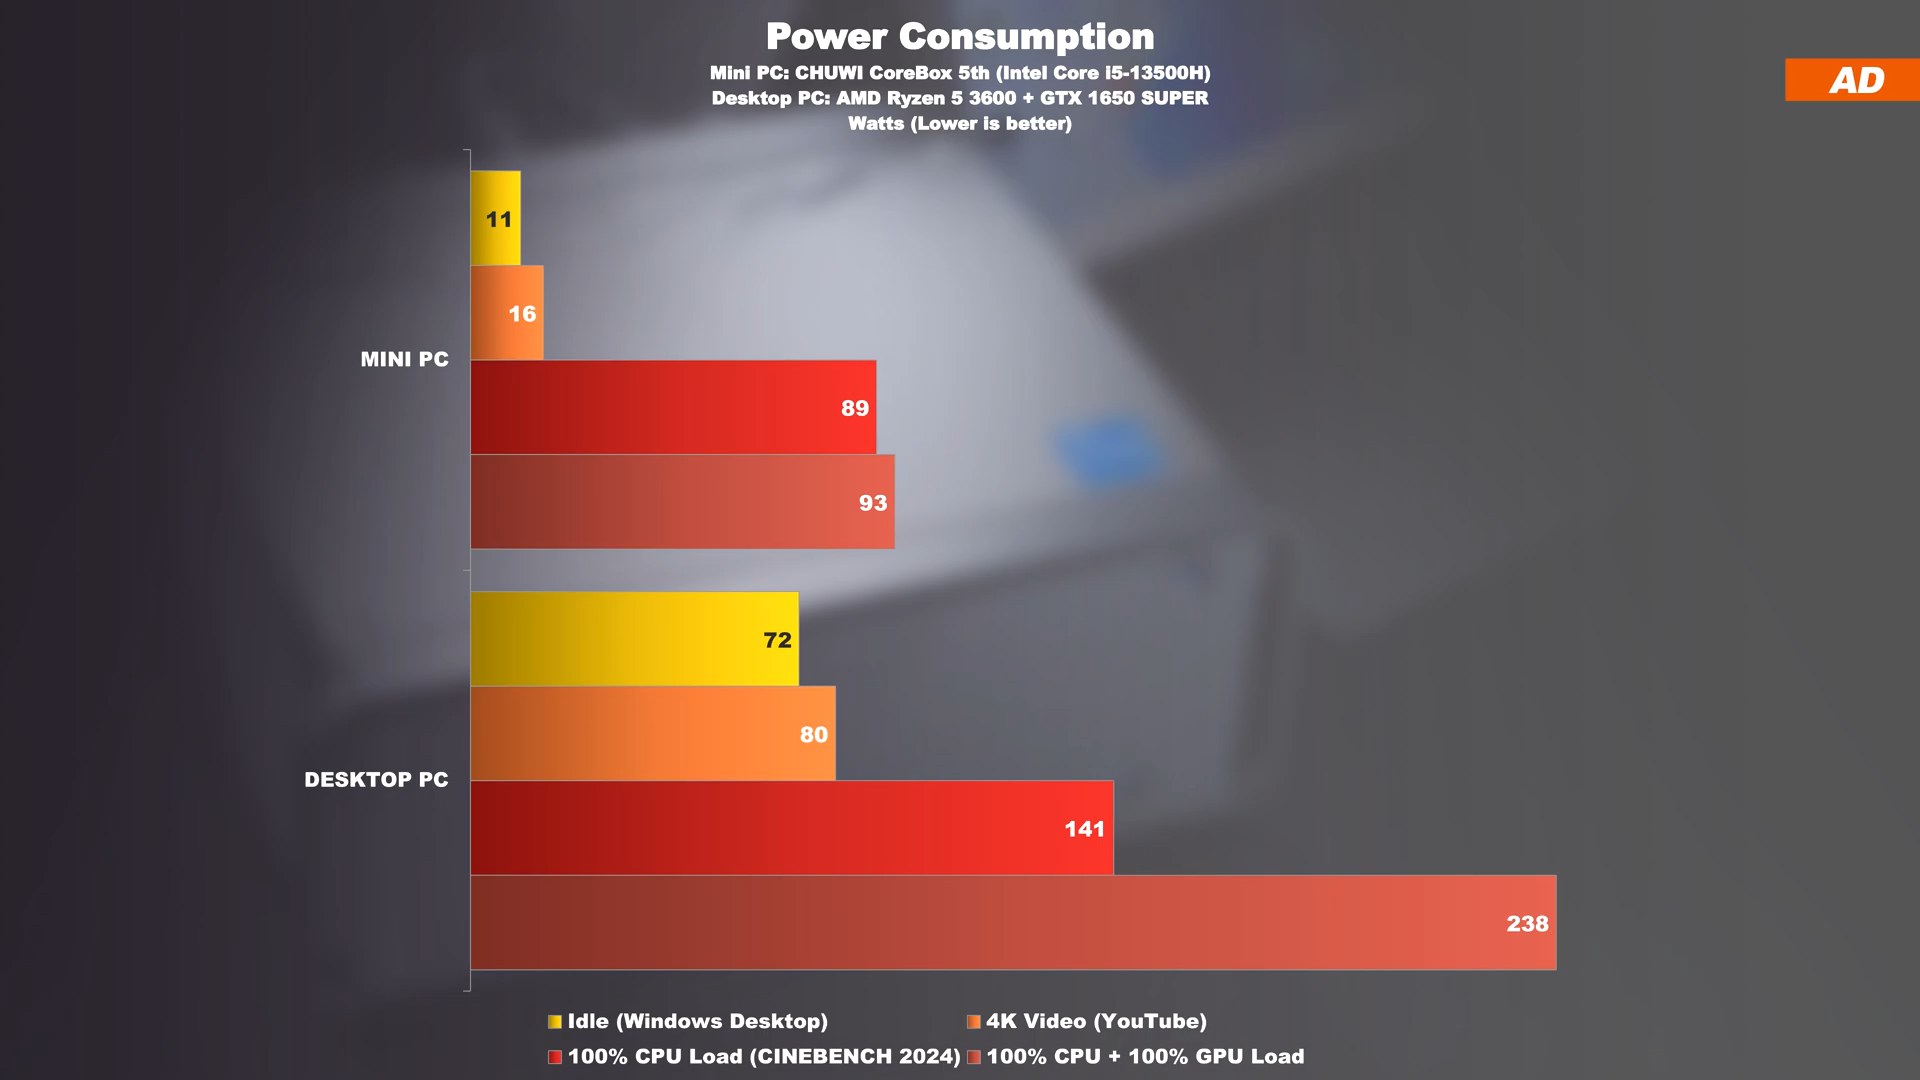 Power Consumption
Mini PC: CHUWI CoreBox 5th (Intel Core i5-13500H)
Desktop PC: AMD Ryzen 5 3600 + GTX 1650 SUPER
Watts (Lower is better)
AD
11
16
MINI PC
89
93
72
80
DESKTOP PC
141
238
Idle (Windows Desktop)
4K Video (YouTube)
100% CPU Load (CINEBENCH 2024)
100% CPU + 100% GPU Load